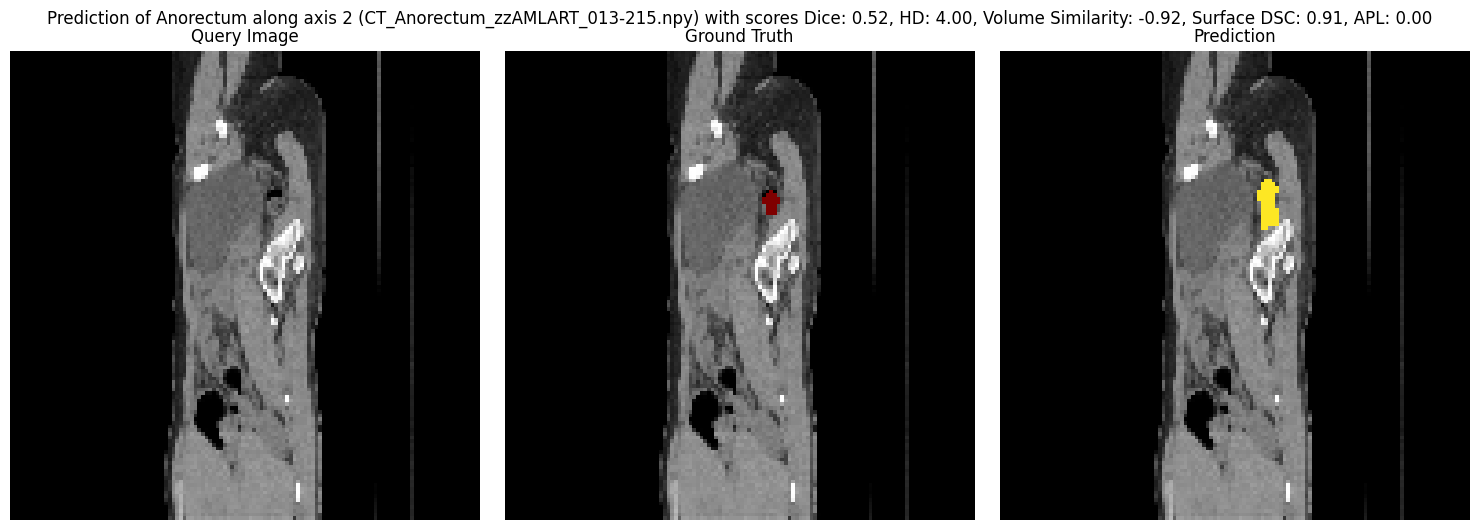 Prediction of Anorectum along axis 2 (CT_Anorectum_zzAMLART_013-215.npy) with scores Dice: 0.52, HD: 4.00, Volume Similarity: -0.92, Surface DSC: 0.91, APL: 0.00
Query Image
Ground Truth
Prediction